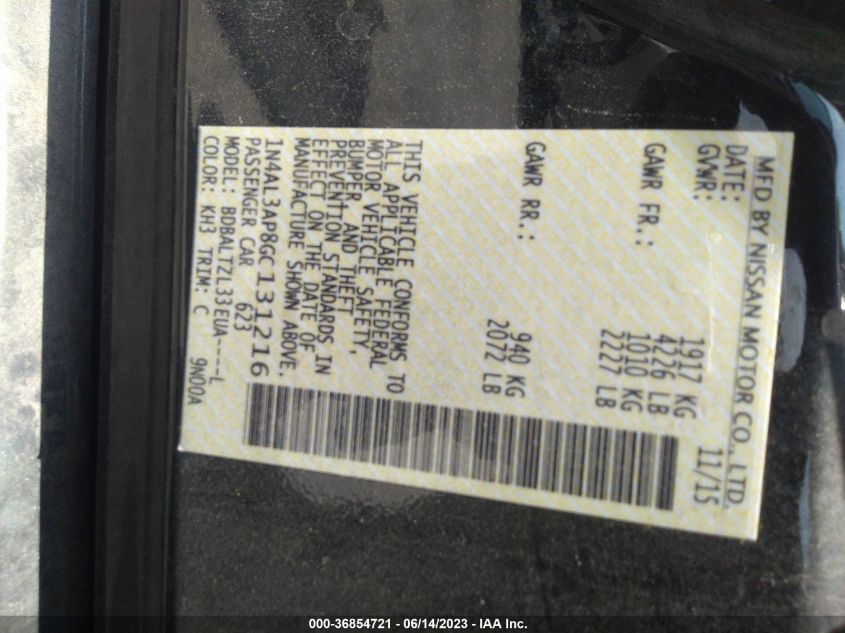 MFD BY NISSAN MOTOR CO., LTD.
DATE: 11/15
GVWR: 1917 KG
4226 LB
GAWR FR.: 1010 KG
2227 LB
GAWR RR.: 940 KG
2072 LB
THIS VEHICLE CONFORMS TO
ALL APPLICABLE FEDERAL
MOTOR VEHICLE SAFETY,
BUMPER AND THEFT
PREVENTION STANDARDS IN
EFFECT ON THE DATE OF
MANUFACTURE SHOWN ABOVE.
1N4AL3AP8GC131216
PASSENGER CAR 623
MODEL: BDBALTZL33EUA----L
COLOR: KH3 TRIM: C 9N00A
000-36854721 - 06/14/2023 - IAA Inc.